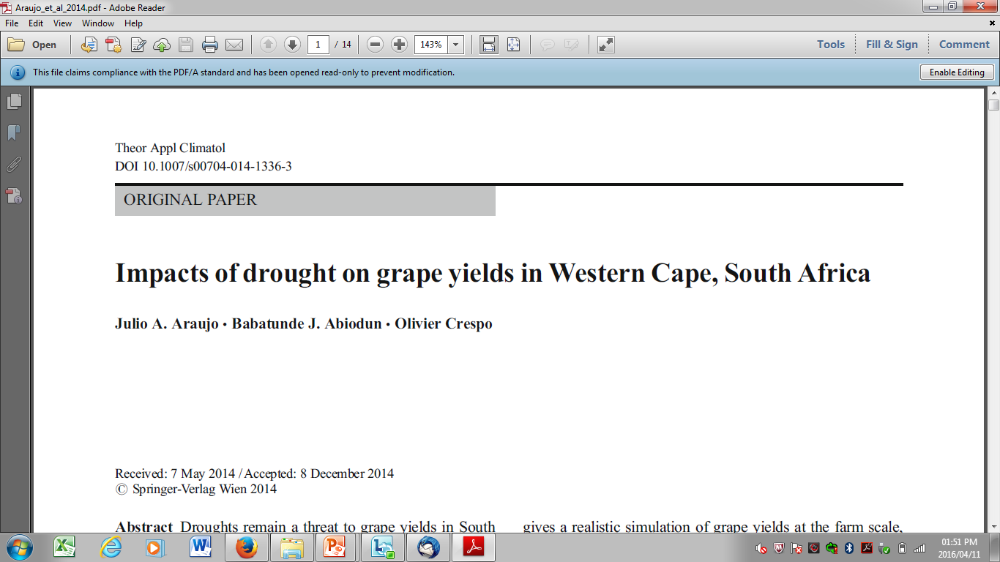 Araujo_et_al_2014.pdf - Adobe Reader
File Edit View Window Help
Open 1 / 14 143% Tools Fill & Sign Comment
This file claims compliance with the PDF/A standard and has been opened read-only to prevent modification. Enable Editing
Theor Appl Climatol
DOI 10.1007/s00704-014-1336-3
ORIGINAL PAPER
Impacts of drought on grape yields in Western Cape, South Africa
Julio A. Araujo • Babatunde J. Abiodun • Olivier Crespo
Received: 7 May 2014 / Accepted: 8 December 2014
© Springer-Verlag Wien 2014
Abstract Droughts remain a threat to grape yields in South
gives a realistic simulation of grape yields at the farm scale,
01:51 PM
2016/04/11